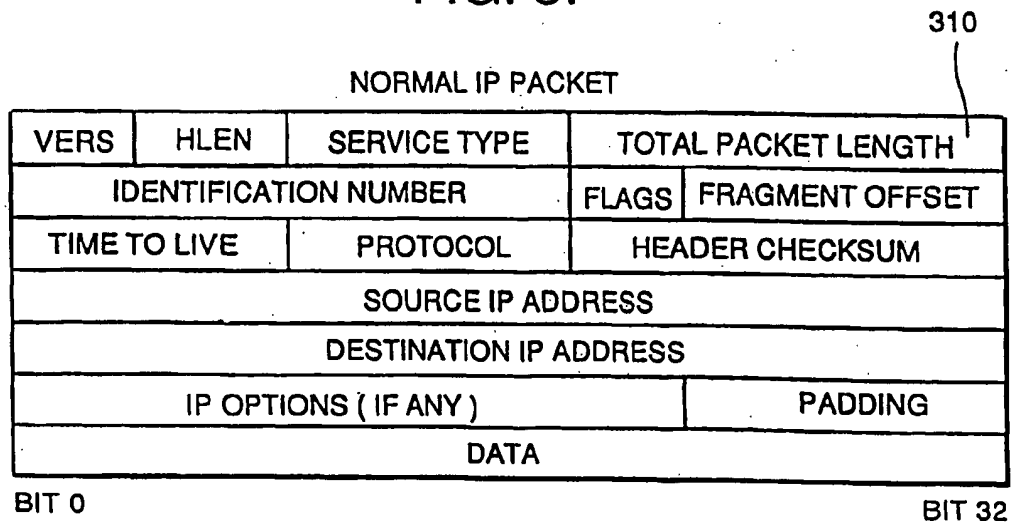 310
NORMAL IP PACKET
VERS HLEN SERVICE TYPE TOTAL PACKET LENGTH
IDENTIFICATION NUMBER FLAGS FRAGMENT OFFSET
TIME TO LIVE PROTOCOL HEADER CHECKSUM
SOURCE IP ADDRESS
DESTINATION IP ADDRESS
IP OPTIONS ( IF ANY ) PADDING
DATA
BIT 0 BIT 32